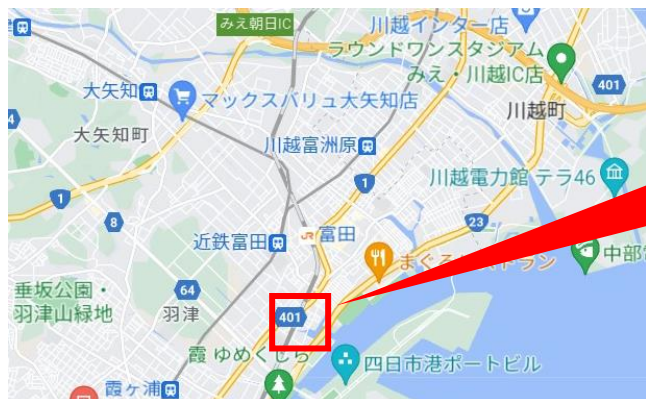 みえ朝日IC
川越インター店
ラウンドワンスタジアム
みえ・川越IC店
401
大矢知
マックスバリュ大矢知店
川越町
大矢知町
川越富洲原
1
1
川越電力館 テラ46
8
23
近鉄富田
JR富田
まぐろレストラン
中部
64
垂坂公園・
羽津山緑地
羽津
401
霞 ゆめくじら
四日市港ポートビル
霞ヶ浦